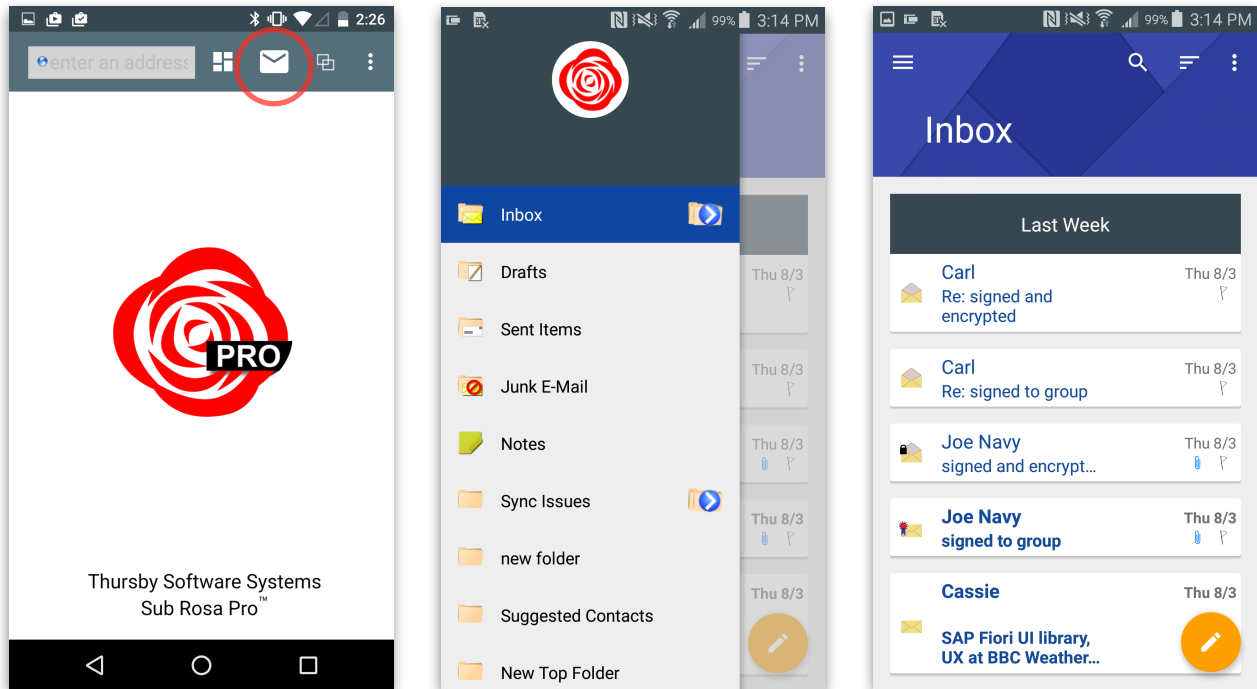 2:26
enter an address
PRO
Thursby Software Systems
Sub Rosa Pro™
99% 3:14 PM
Inbox
Drafts
Sent Items
Junk E-Mail
Notes
Sync Issues
new folder
Suggested Contacts
New Top Folder
Thu 8/3
Thu 8/3
Thu 8/3
Thu 8/3
Thu 8/3
99% 3:14 PM
Inbox
Last Week
Carl Thu 8/3
Re: signed and
encrypted
Carl Thu 8/3
Re: signed to group
Joe Navy Thu 8/3
signed and encrypt...
Joe Navy Thu 8/3
signed to group
Cassie Thu 8/3
SAP Fiori UI library,
UX at BBC Weather...